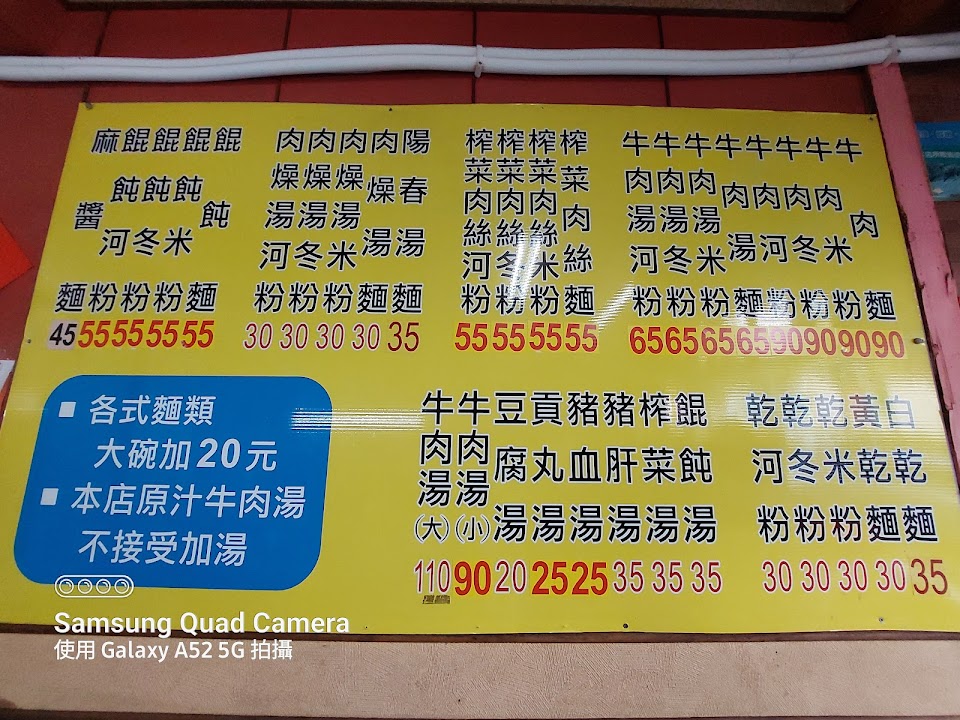 牛肉麵 90
牛肉米粉 90
牛肉冬粉 90
牛肉河粉 90
牛肉湯麵 65
牛肉湯米粉 65
牛肉湯冬粉 65
牛肉湯河粉 65
榨菜肉絲麵 55
榨菜肉絲米粉 55
榨菜肉絲冬粉 55
榨菜肉絲河粉 55
陽春湯麵 35
肉燥湯麵 30
肉燥湯米粉 30
肉燥湯冬粉 30
肉燥湯河粉 30
餛飩麵 55
餛飩米粉 55
餛飩冬粉 55
餛飩河粉 55
麻醬麵 45
白乾麵 35
黃乾麵 30
乾米粉 30
乾冬粉 30
乾河粉 30
餛飩湯 35
榨菜湯 35
豬肝湯 35
豬血湯 25
貢丸湯 25
豆腐湯 20
牛肉湯(小) 90
牛肉湯(大) 110
■ 各式麵類
大碗加20元
■ 本店原汁牛肉湯
不接受加湯
Samsung Quad Camera
使用 Galaxy A52 5G 拍攝